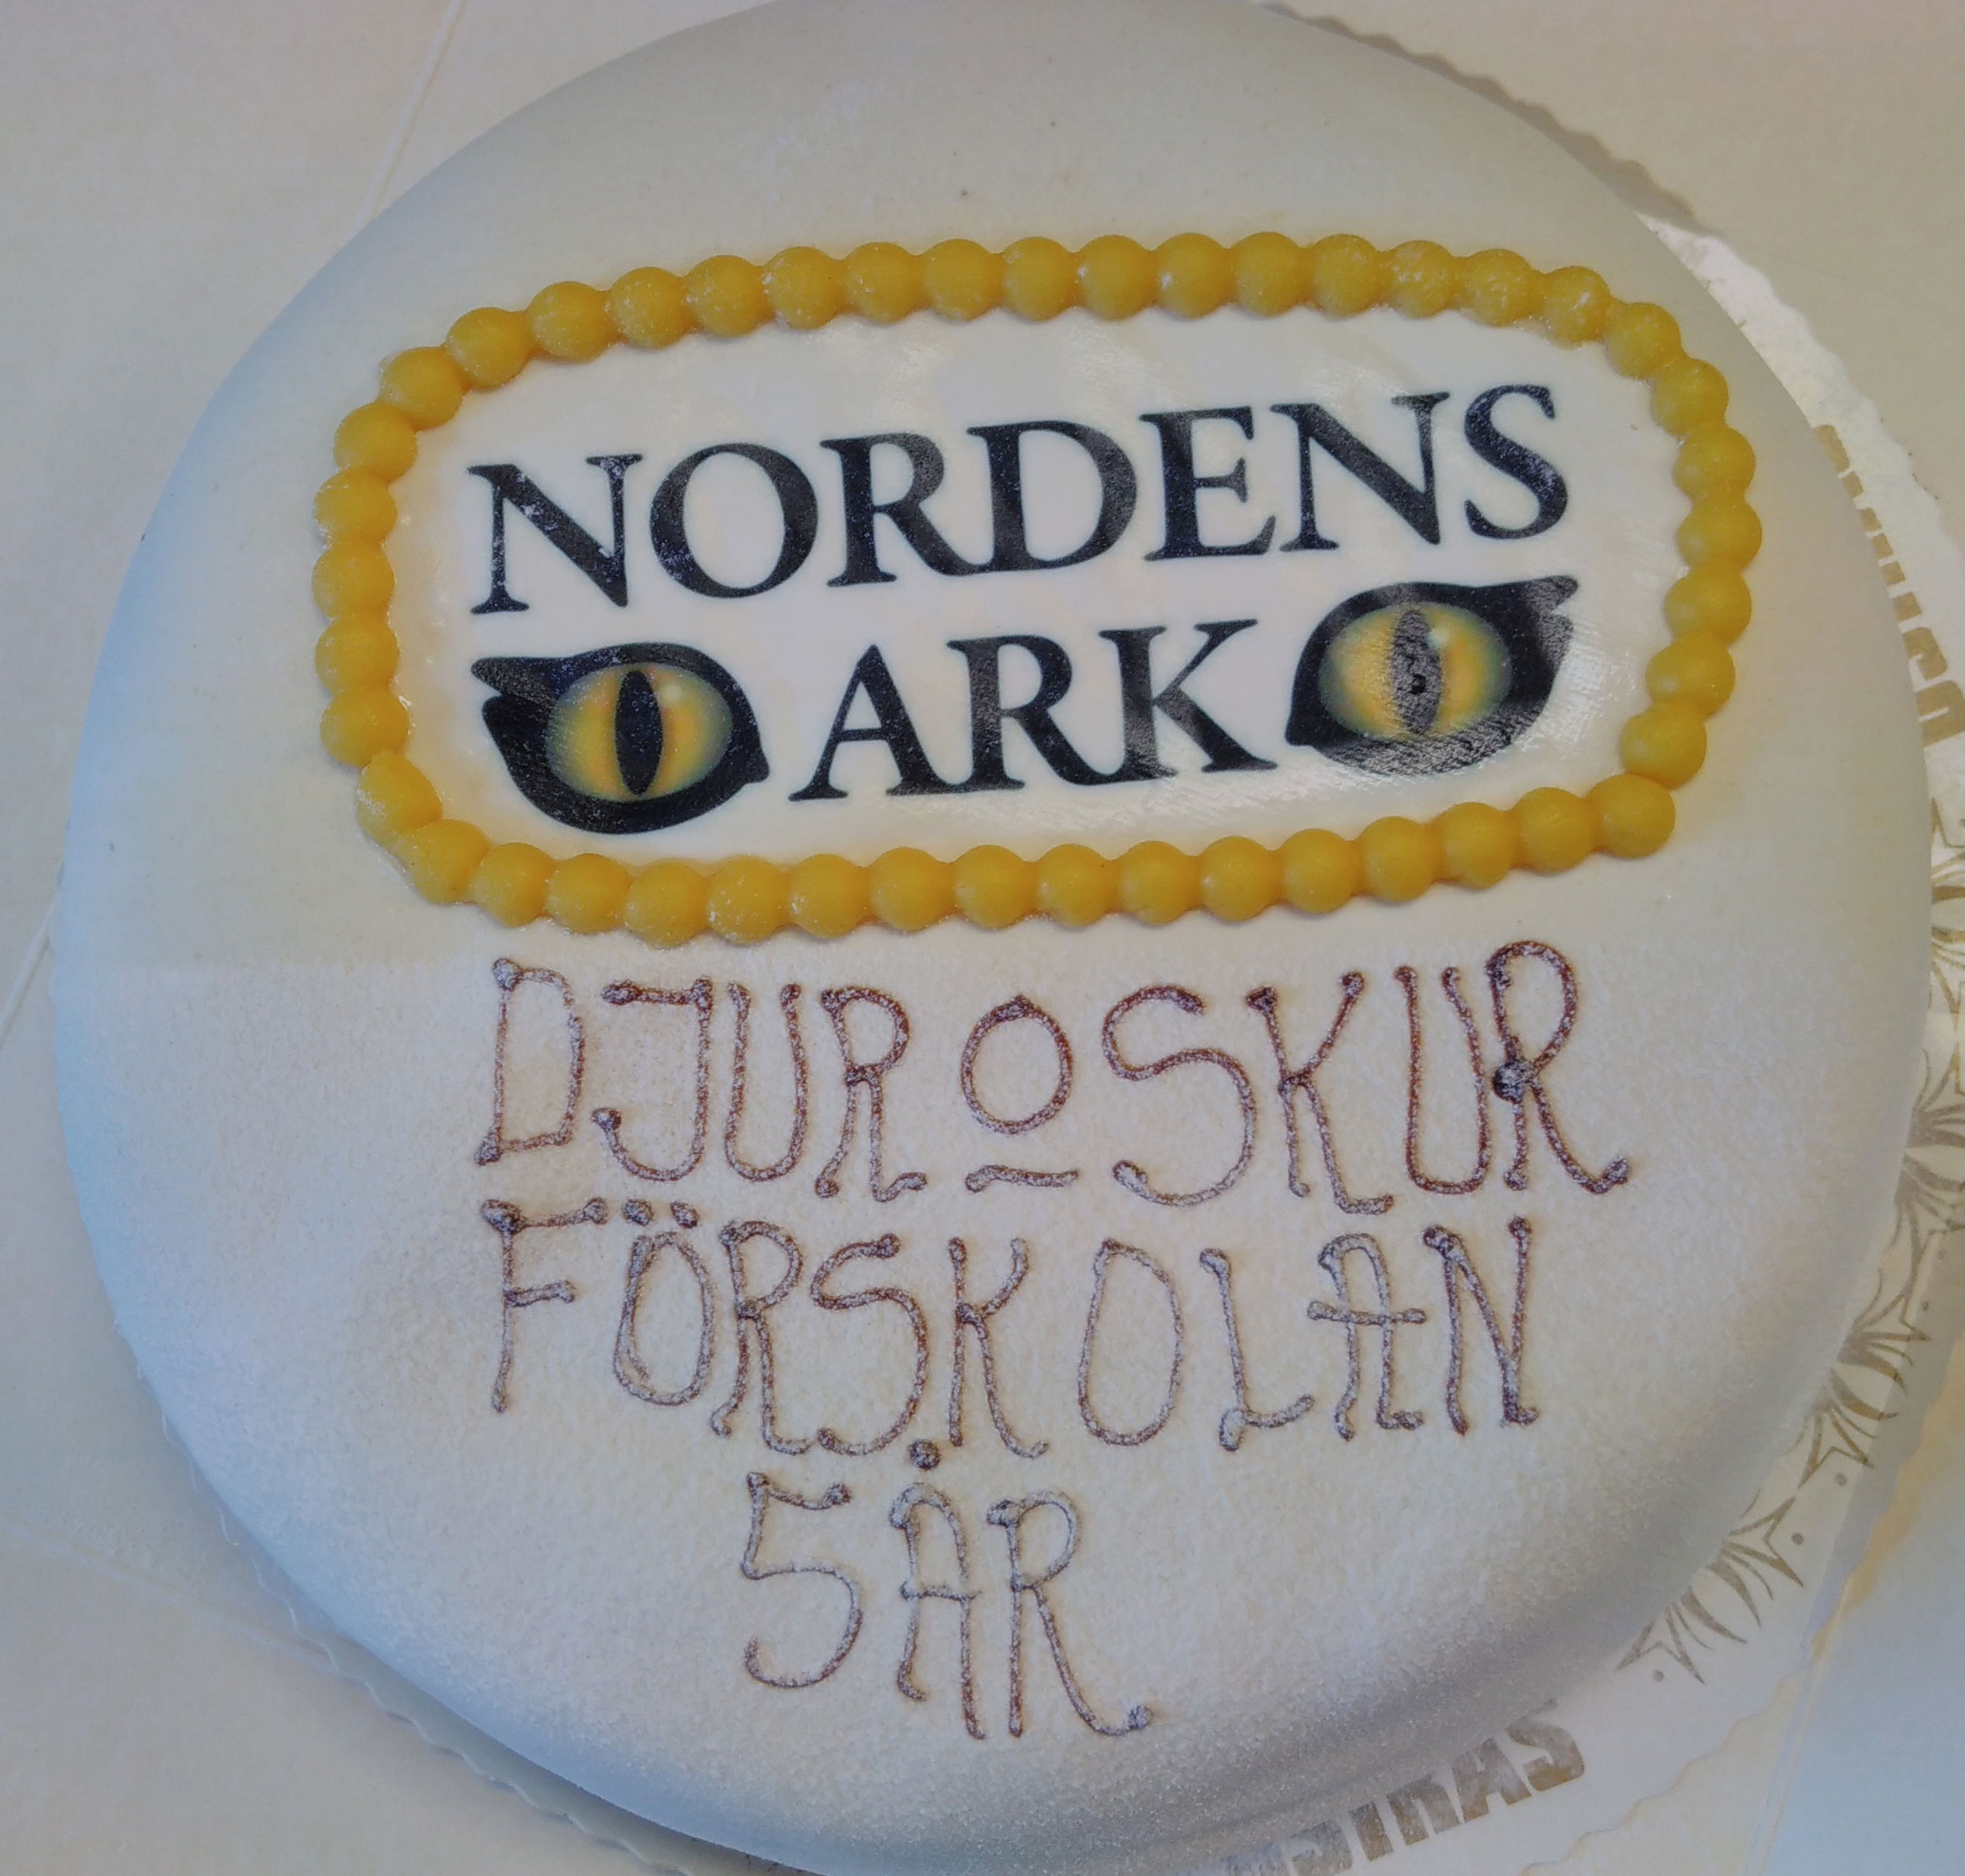 NORDENS
ARK
DJUR O SKUR
FÖRSKOLAN
5 ÅR